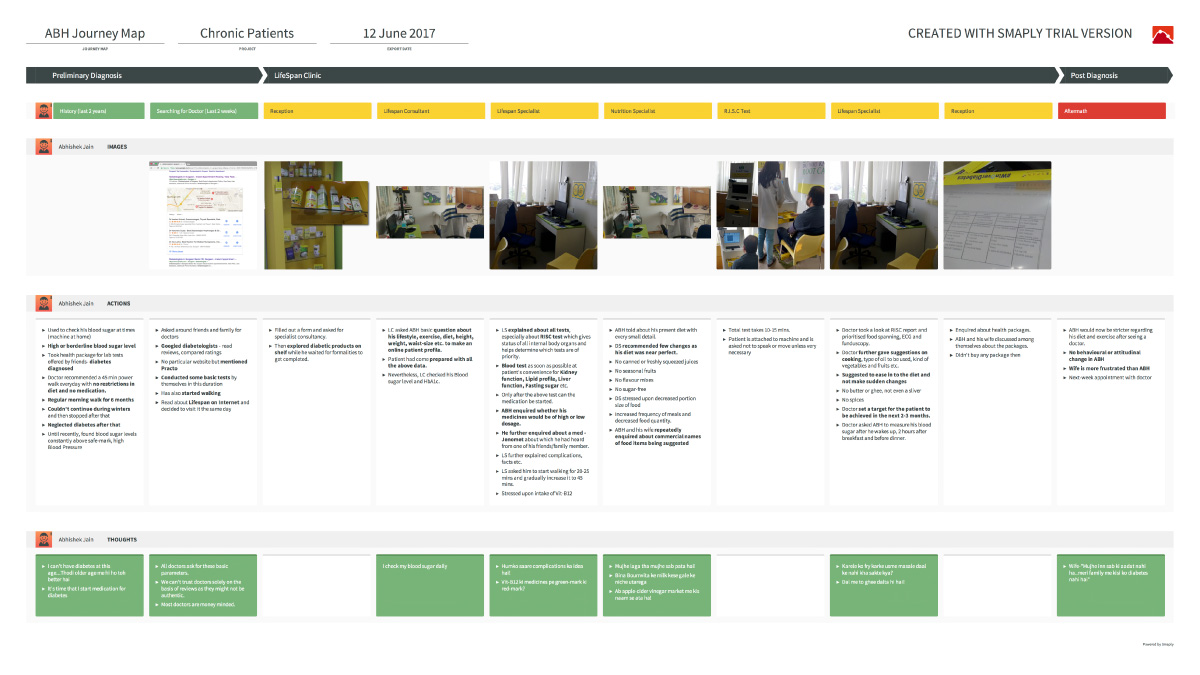 ABH Journey Map
JOURNEY MAP
Chronic Patients
PROJECT
12 June 2017
EXPORT DATE
CREATED WITH SMAPLY TRIAL VERSION
Preliminary Diagnosis
LifeSpan Clinic
Post Diagnosis
History (last 2 years)
Searching for Doctor (Last 2 weeks)
Reception
Lifespan Consultant
Lifespan Specialist
Nutrition Specialist
R.I.S.C Test
Lifespan Specialist
Reception
Aftermath
Abhishek Jain IMAGES
Abhishek Jain ACTIONS
► Used to check his blood sugar at times
(machine at home)
► High or borderline blood sugar level
► Took health package for lab tests
offered by friends- diabetes
diagnosed
► Doctor recommended a 45-min power
walk everyday with no restrictions in
diet and no medication.
► Regular morning walk for 6 months
► Couldn't continue during winters
and then stopped after that
► Neglected diabetes after that
► Until recently, found blood sugar levels
constantly above safe-mark, high
Blood Pressure
► Asked around friends and family for
doctors
► Googled diabetologists - read
reviews, compared ratings
► No particular website but mentioned
Practo
► Conducted some basic tests by
themselves in this duration
► Has also started walking
► Read about Lifespan on Internet and
decided to visit it the same day
► Filled out a form and asked for
specialist consultancy.
► Then explored diabetic products on
shelf while he waited for formalities to
get completed.
► LC asked ABH basic question about
his lifestyle, exercise, diet, height,
weight, waist-size etc. to make an
online patient profile.
► Patient had come prepared with all
the above data.
► Nevertheless, LC checked his Blood
sugar level and HbA1c.
► LS explained about all tests,
especially about RISC test which gives
status of all internal body organs and
helps determine which tests are of
priority.
► Blood test as soon as possible at
patient's convenience for Kidney
function, Lipid profile, Liver
function, Fasting sugar etc.
► Only after the above test can the
medication be started.
► ABH enquired whether his
medicines would be of high or low
dosage.
► He further enquired about a med -
Janomet about which he had heard
from one of his friends/family member.
► LS further explained complications,
facts etc.
► LS asked him to start walking for 20-25
mins and gradually increase it to 45
mins.
► Stressed upon intake of Vit- B12
► ABH told about his present diet with
every small detail.
► DS recommended few changes as
his diet was near perfect.
► No canned or freshly squeezed juices
► No seasonal fruits
► No flavour mixes
► No sugar-free
► DS stressed upon decreased portion
size of food
► Increased frequency of meals and
decreased food quantity.
► ABH and his wife repeatedly
enquired about commercial names
of food items being suggested
► Total test takes 10-15 mins.
► Patient is attached to machine and is
asked not to speak or move unless very
necessary
► Doctor took a look at RISC report and
prioritised food spanning, ECG and
fundoscopy.
► Doctor further gave suggestions on
cooking, type of oil to be used, kind of
vegetables and fruits etc.
► Suggested to ease in to the diet and
not make sudden changes
► No butter or ghee, not even a sliver
► No spices
► Doctor set a target for the patient to
be achieved in the next 2-3 months.
► Doctor asked ABH to measure his blood
sugar after he wakes up, 2 hours after
breakfast and before dinner.
► Enquired about health packages.
► ABH and his wife discussed among
themselves about the packages.
► Didn't buy any package then
► ABH would now be stricter regarding
his diet and exercise after seeing a
doctor.
► No behavioural or attitudinal
change in ABH
► Wife is more frustrated than ABH
► Next-week appointment with doctor
Abhishek Jain THOUGHTS
► I can't have diabetes at this
age...Thodi older age me hi ho toh
better hai
► It's time that I start medication for
diabetes
► All doctors ask for these basic
parameters.
► We can't trust doctors solely on the
basis of reviews as they might not be
authentic.
► Most doctors are money minded.
I check my blood sugar daily
► Humko saare complications ka idea
hai!
► Vit-B12 ki medicines pe green-mark ki
red-mark?
► Mujhe laga tha mujhe sab pata hai!
► Bina Bournvita ke milk kese gale ke
niche utarega
► Ab apple-cider vinegar market me kis
naam se ata hai
► Karele ko fry karke usme masale daal
ke nahi kha sakte kya?
► Dal me to ghee dalta hi hai!
► Wife- "Mujhe inn sab ki aadat nahi
hai...meri family me kisi ko diabetes
nahi hai"
Powered by Smaply